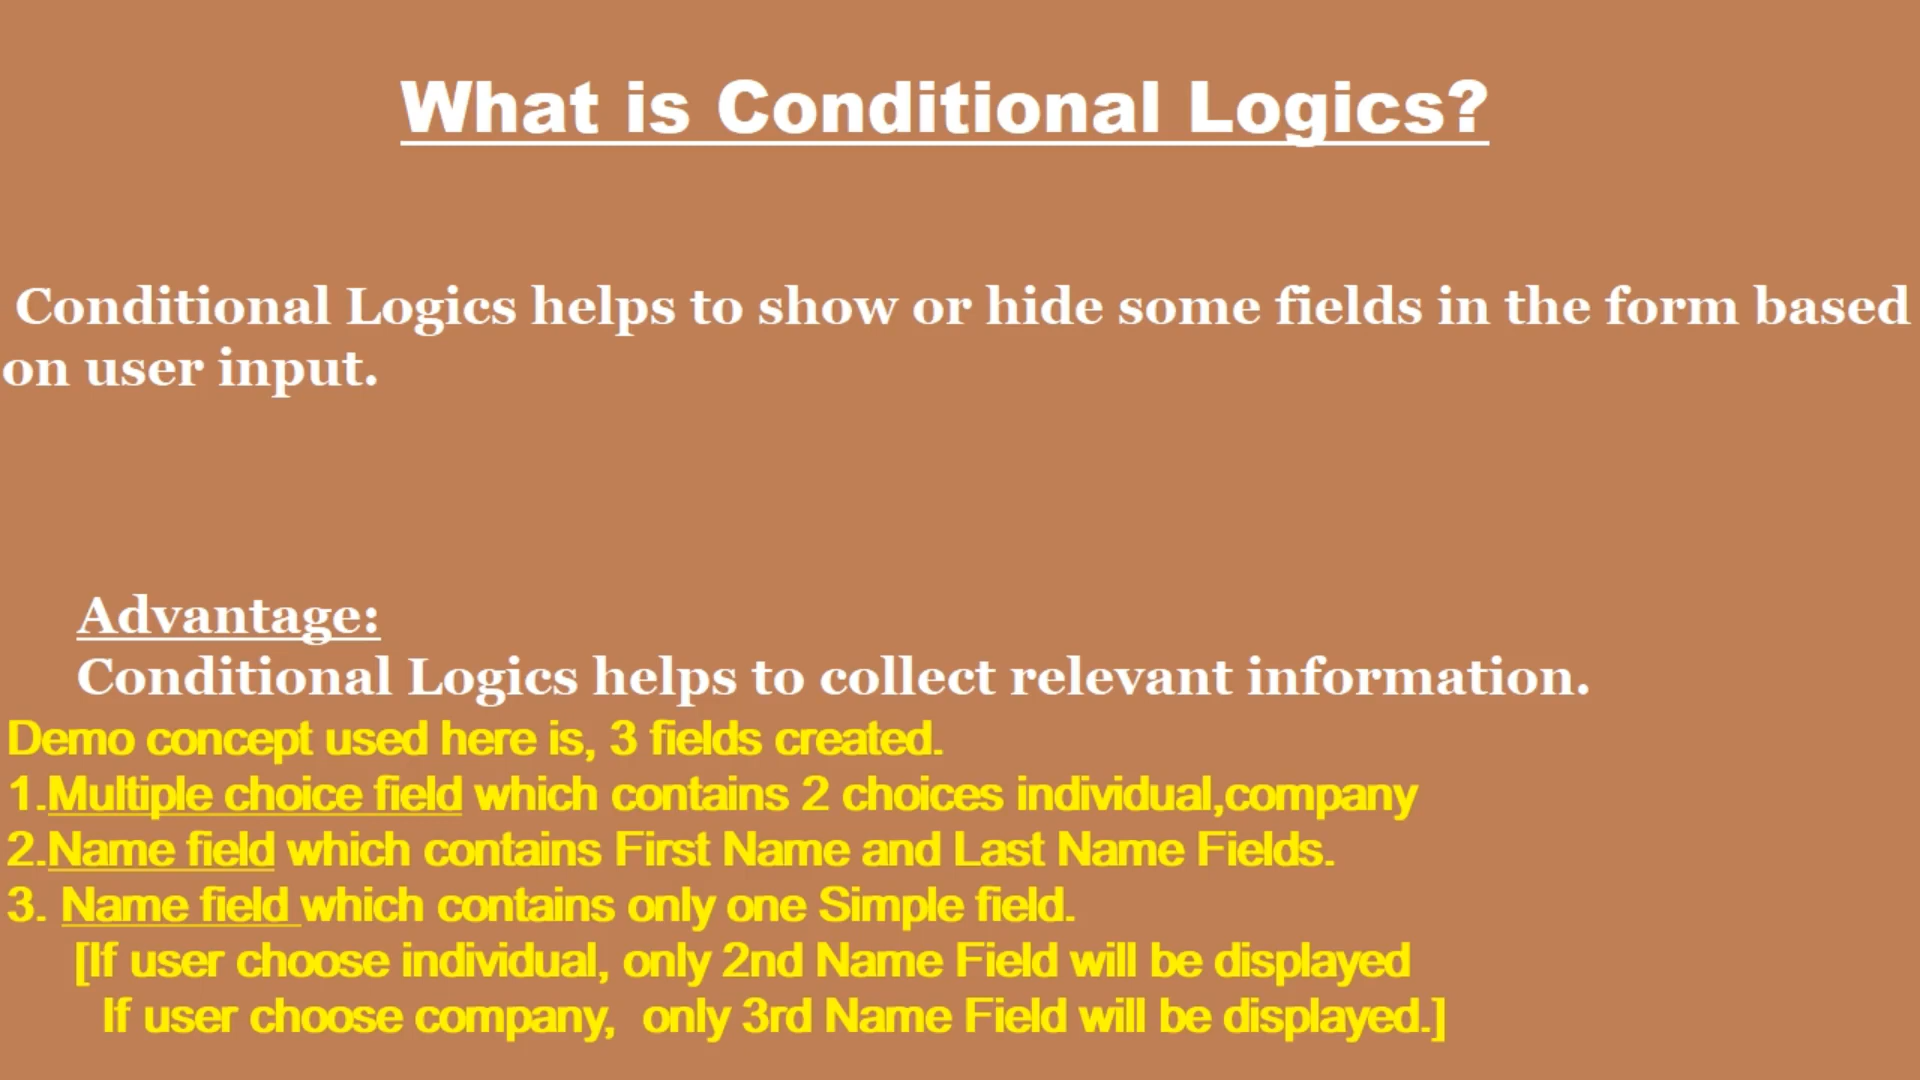 What is Conditional Logics?
Conditional Logics helps to show or hide some fields in the form based
on user input.
Advantage:
Conditional Logics helps to collect relevant information.
Demo concept used here is, 3 fields created.
1.Multiple choice field which contains 2 choices individual,company
2.Name field which contains First Name and Last Name Fields.
3. Name field which contains only one Simple field.
[If user choose individual, only 2nd Name Field will be displayed
If user choose company, only 3rd Name Field will be displayed.]